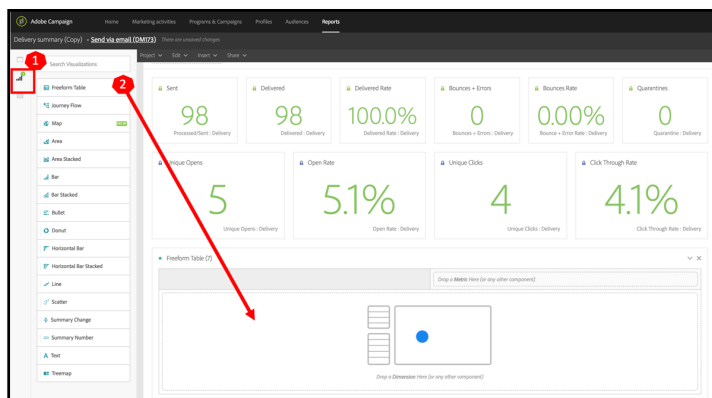 Adobe Campaign Home Marketing activities Programs & Campaigns Profiles Audiences Reports
Delivery summary (Copy) - Send via email (DM173) There are unsaved changes
Project Edit Insert Share
1
Search Visualizations
2
Freeform Table
Journey Flow
Map NEW
Area
Area Stacked
Bar
Bar Stacked
Bullet
Donut
Horizontal Bar
Horizontal Bar Stacked
Line
Scatter
Summary Change
Summary Number
Text
Treemap
Sent
98
Processed/Sent : Delivery
Delivered
98
Delivered : Delivery
Delivered Rate
100.0%
Delivered Rate : Delivery
Bounces + Errors
0
Bounces + Errors : Delivery
Bounces Rate
0.00%
Bounce + Error Rate : Delivery
Quarantines
0
Quarantine : Delivery
Unique Opens
5
Unique Opens : Delivery
Open Rate
5.1%
Open Rate : Delivery
Unique Clicks
4
Unique Clicks : Delivery
Click Through Rate
4.1%
Click Through Rate : Delivery
Freeform Table (7)
Drop a Metric Here (or any other component)
Drop a Dimension Here (or any other component)